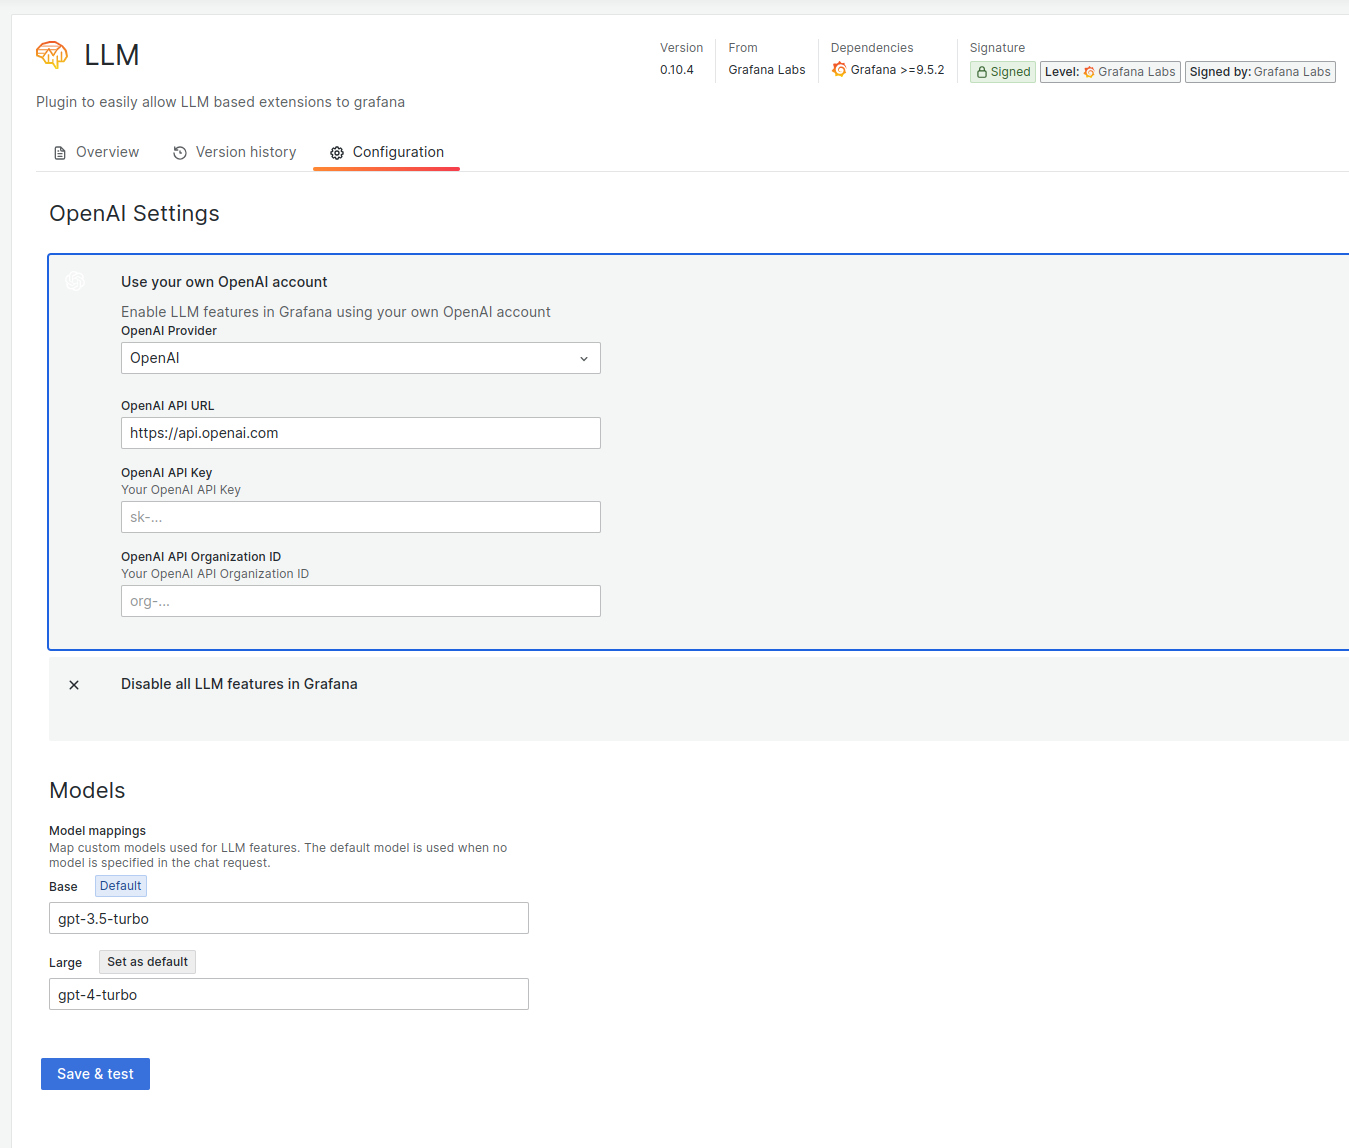 LLM
Version
0.10.4
From
Grafana Labs
Dependencies
Grafana >=9.5.2
Signature
Signed
Level: Grafana Labs
Signed by: Grafana Labs
Plugin to easily allow LLM based extensions to grafana
Overview
Version history
Configuration
OpenAI Settings
Use your own OpenAI account
Enable LLM features in Grafana using your own OpenAI account
OpenAI Provider
OpenAI
OpenAI API URL
https://api.openai.com
OpenAI API Key
Your OpenAI API Key
sk-...
OpenAI API Organization ID
Your OpenAI API Organization ID
org-...
Disable all LLM features in Grafana
Models
Model mappings
Map custom models used for LLM features. The default model is used when no
model is specified in the chat request.
Base Default
gpt-3.5-turbo
Large Set as default
gpt-4-turbo
Save & test